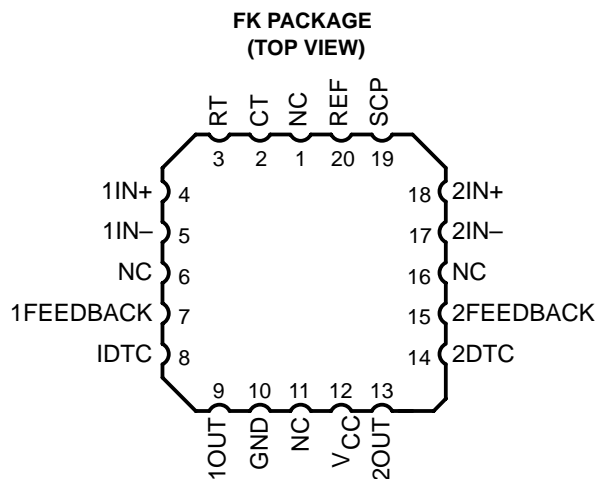 FK PACKAGE
(TOP VIEW)
RT
CT
NC
REF
SCP
3 2 1 20 19
1IN+ 4
1IN– 5
NC 6
1FEEDBACK 7
IDTC 8
18 2IN+
17 2IN–
16 NC
15 2FEEDBACK
14 2DTC
9 10 11 12 13
1OUT
GND
NC
VCC
2OUT